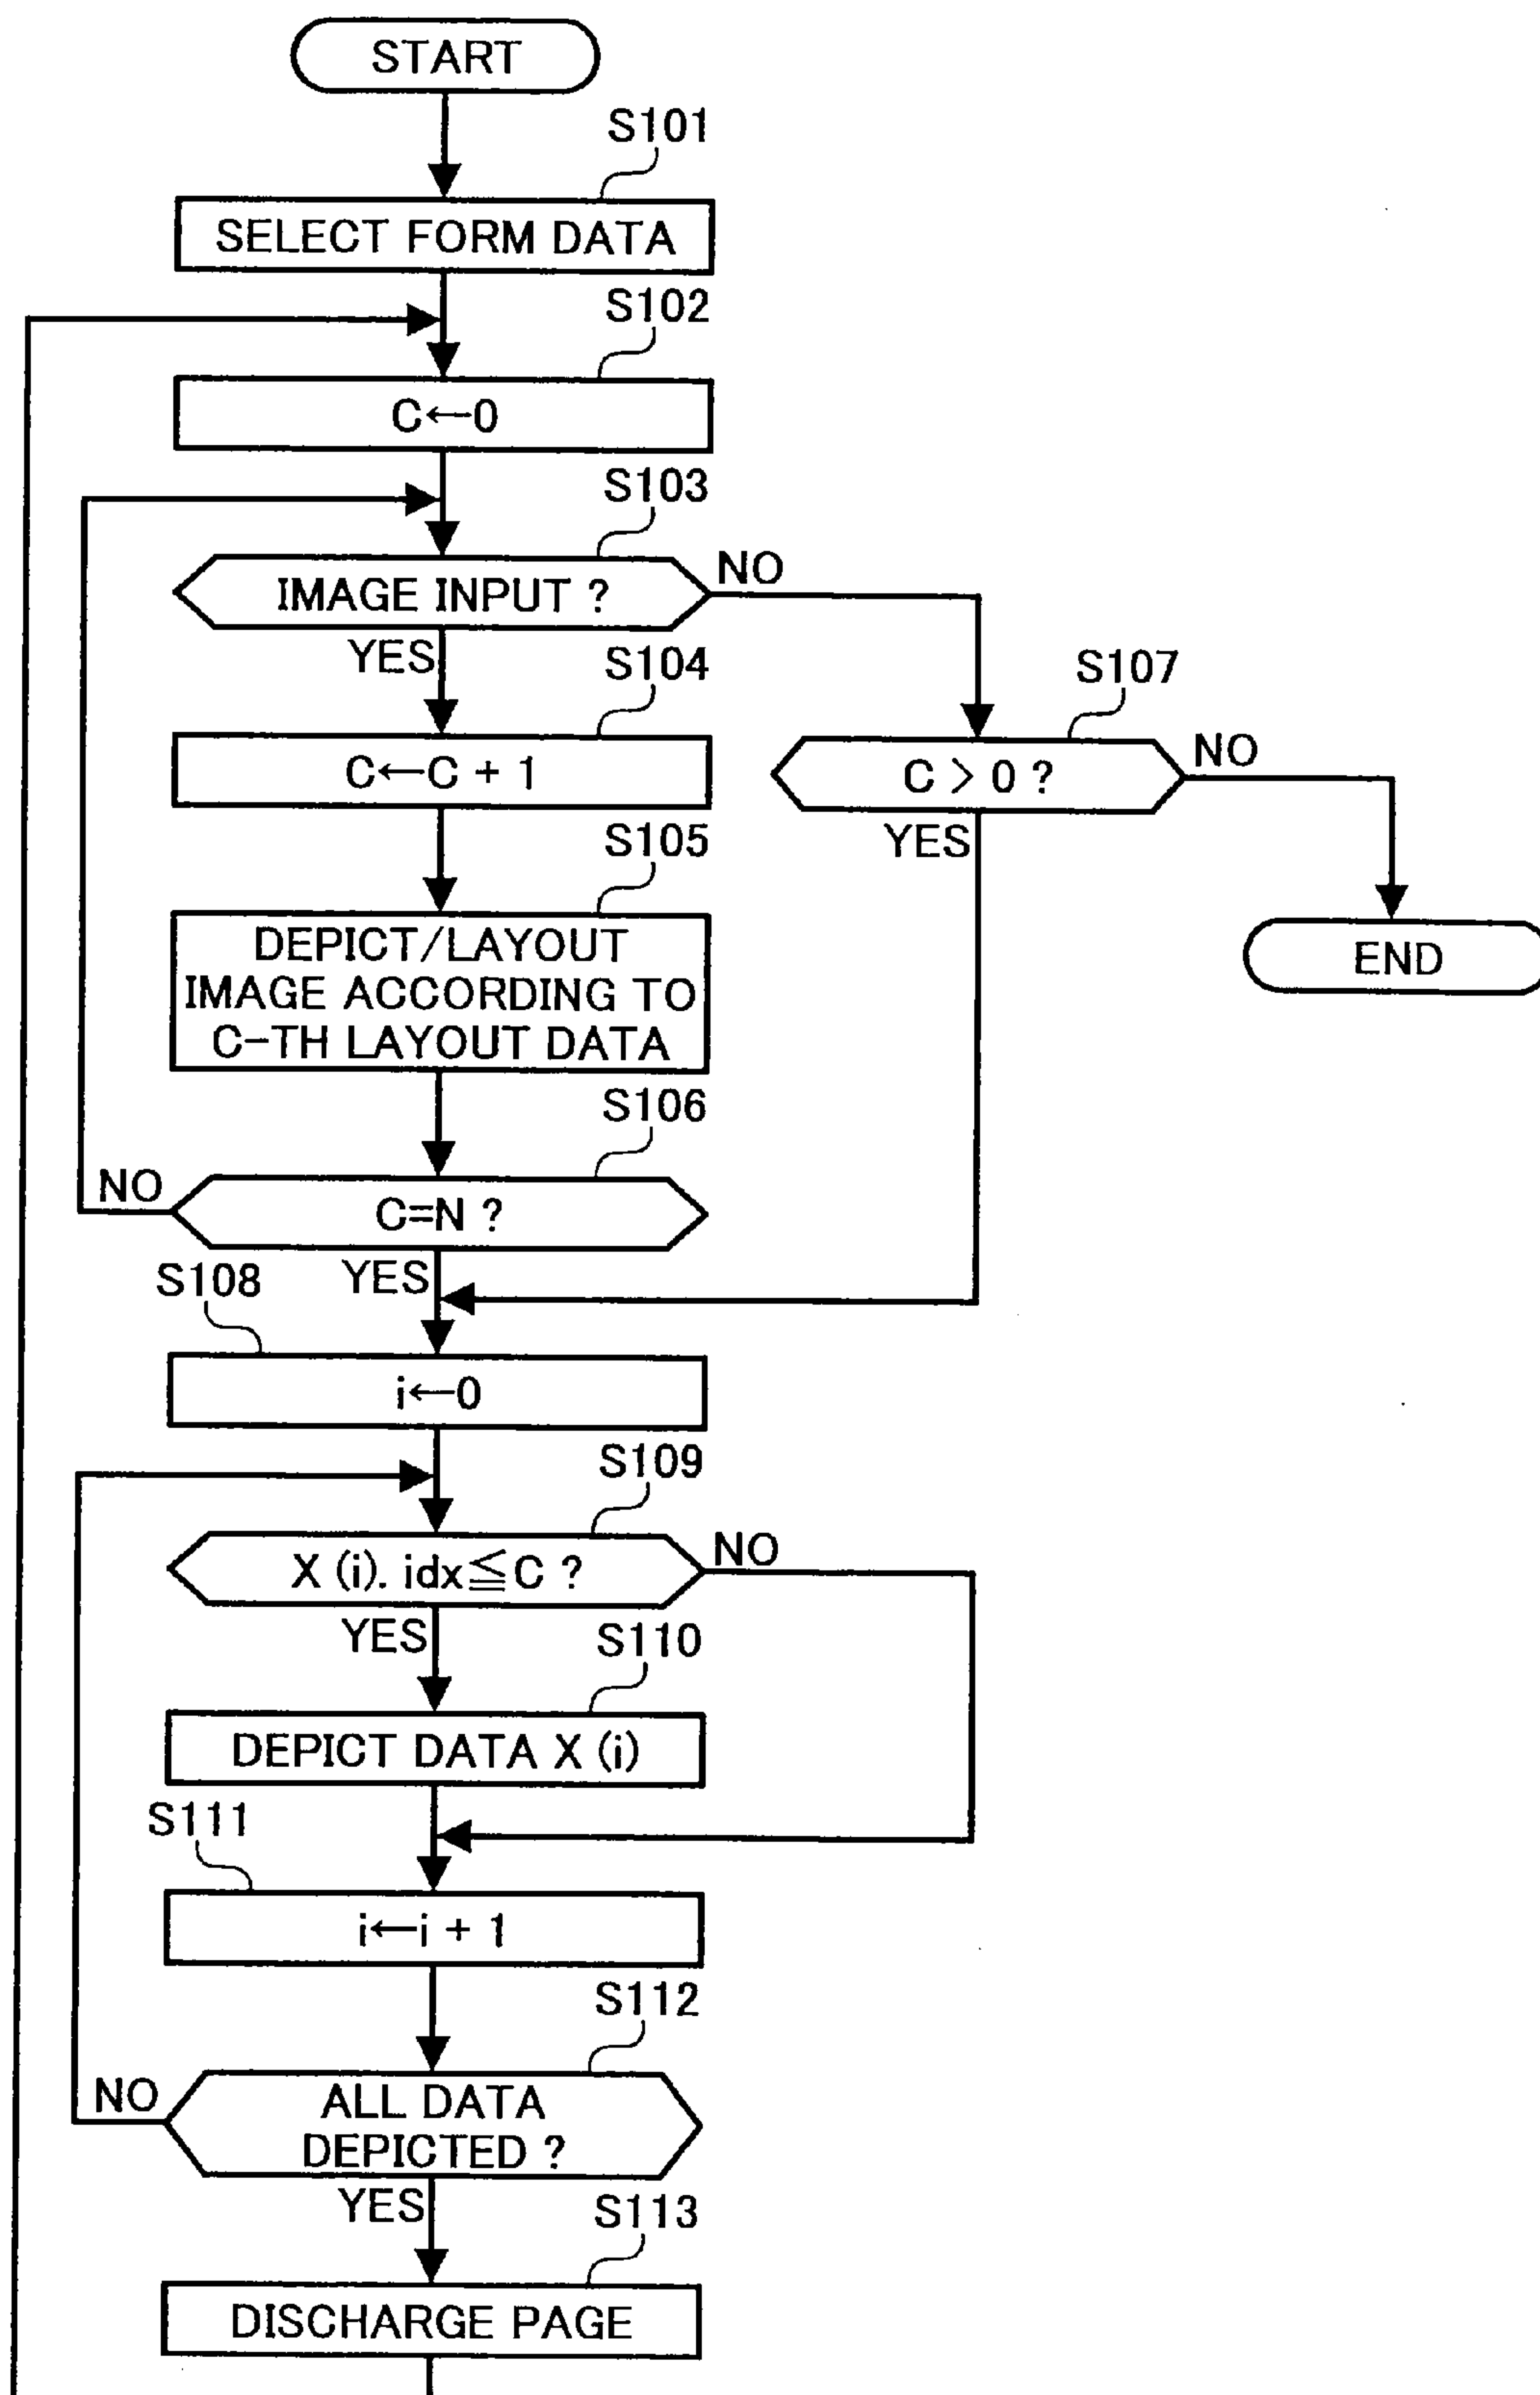 START
S101
SELECT FORM DATA
S102
C←0
S103
IMAGE INPUT ?
NO
YES
S104
C←C + 1
S107
C > 0 ?
NO
YES
END
S105
DEPICT/LAYOUT
IMAGE ACCORDING TO
C-TH LAYOUT DATA
S106
C=N ?
NO
YES
S108
i←0
S109
X (i). idx≦C ?
NO
YES
S110
DEPICT DATA X (i)
S111
i←i + 1
S112
ALL DATA
DEPICTED ?
NO
YES
S113
DISCHARGE PAGE